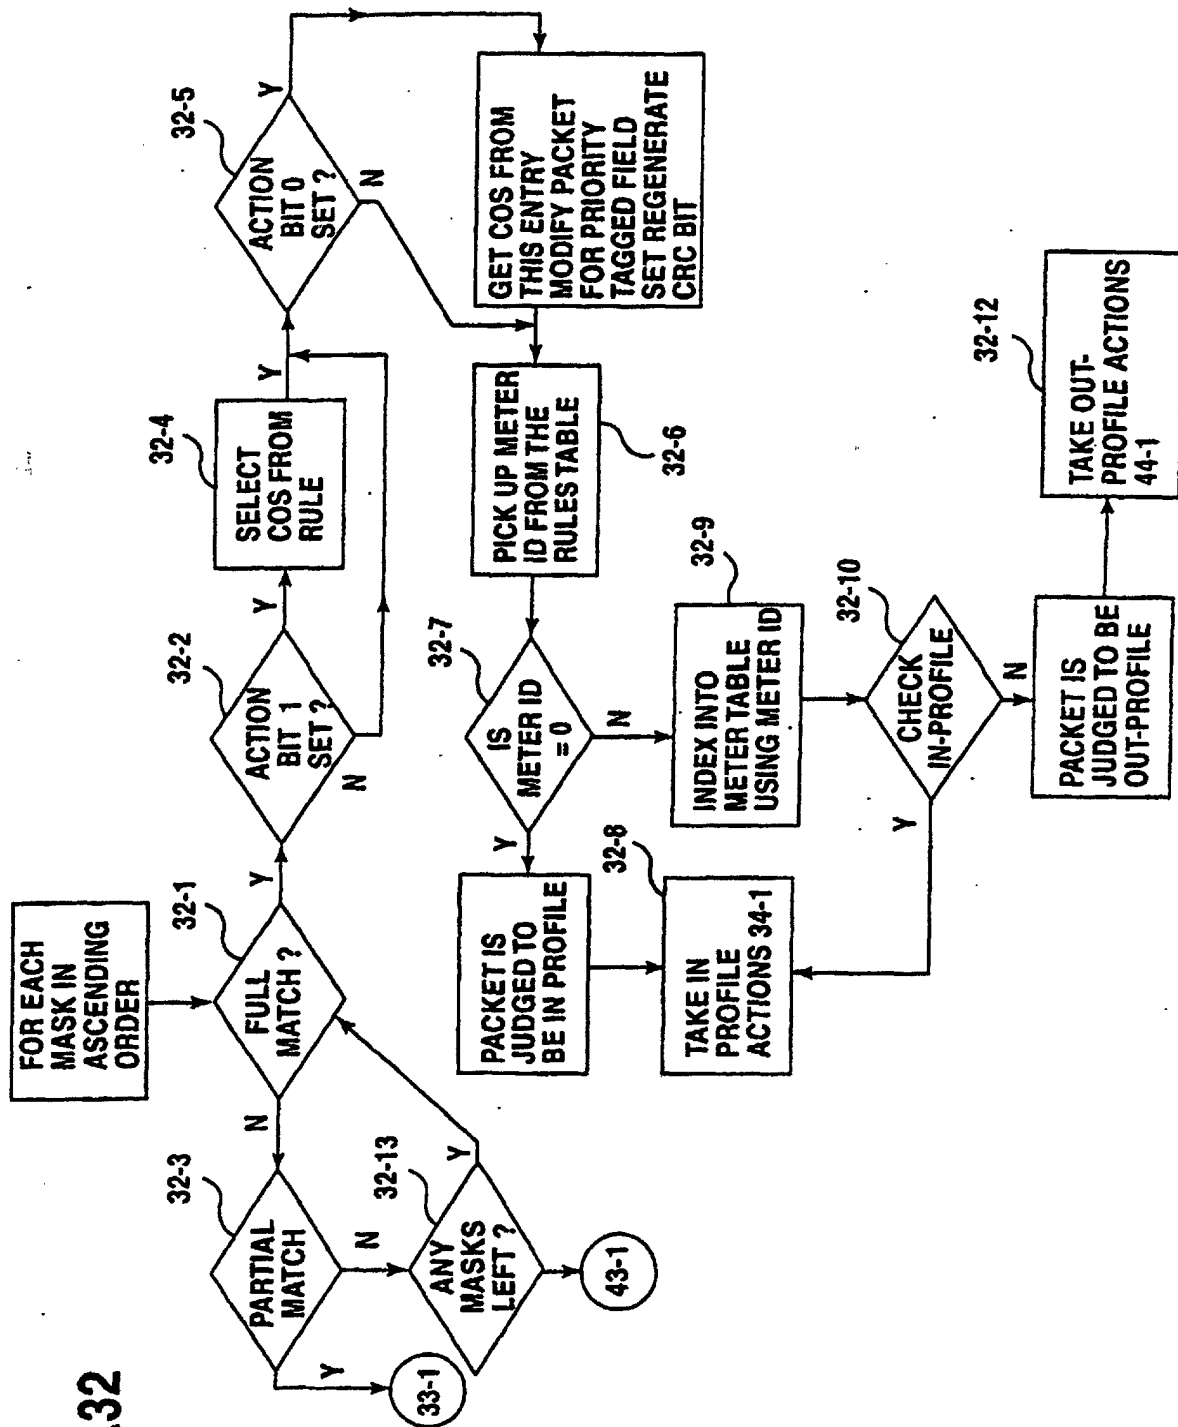 FOR EACH
MASK IN
ASCENDING
ORDER
32-1
FULL
MATCH ?
Y
N
32-3
PARTIAL
MATCH
Y
33-1
N
32-13
ANY
MASKS
LEFT ?
Y
43-1
32-2
ACTION
BIT 1
SET ?
Y
N
32-4
SELECT
COS FROM
RULE
Y
32-5
ACTION
BIT 0
SET ?
Y
N
GET COS FROM
THIS ENTRY
MODIFY PACKET
FOR PRIORITY
TAGGED FIELD
SET REGENERATE
CRC BIT
PICK UP METER
ID FROM THE
RULES TABLE
32-6
32-7
IS
METER ID
= 0
Y
N
PACKET IS
JUDGED TO
BE IN PROFILE
32-8
TAKE IN
PROFILE
ACTIONS 34-1
32-9
INDEX INTO
METER TABLE
USING METER ID
32-10
CHECK
IN-PROFILE
Y
N
PACKET IS
JUDGED TO BE
OUT-PROFILE
32-12
TAKE OUT-
PROFILE ACTIONS
44-1
.32